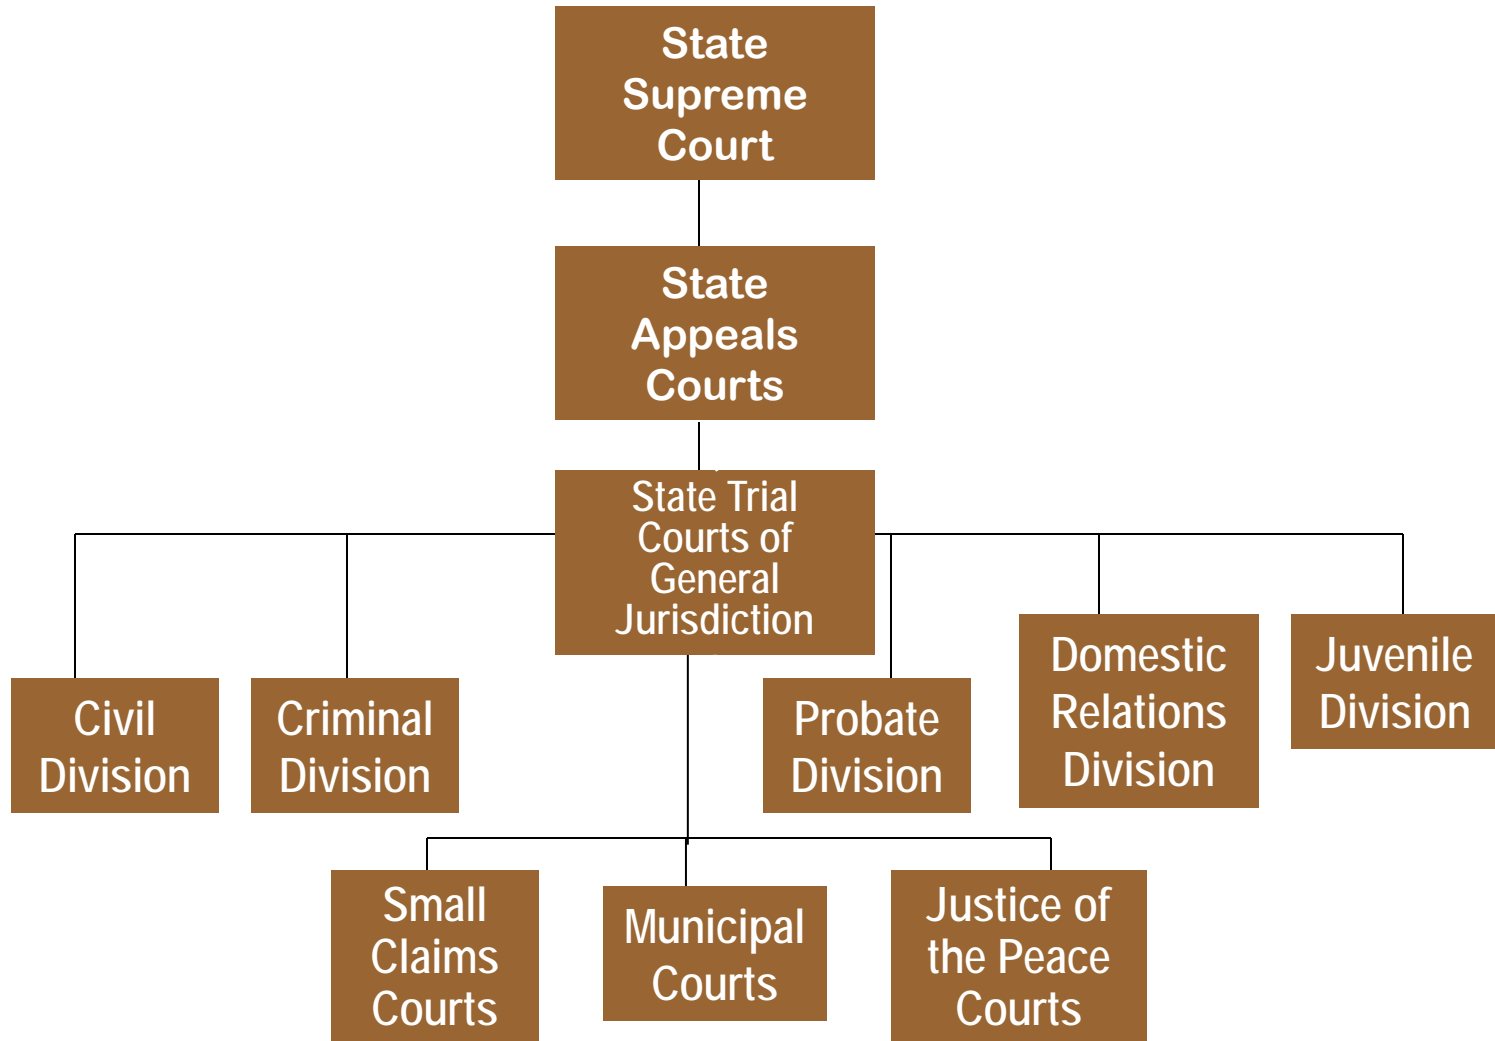 State
Supreme
Court
State
Appeals
Courts
State Trial
Courts of
General
Jurisdiction
Civil
Division
Criminal
Division
Probate
Division
Domestic
Relations
Division
Juvenile
Division
Small
Claims
Courts
Municipal
Courts
Justice of
the Peace
Courts